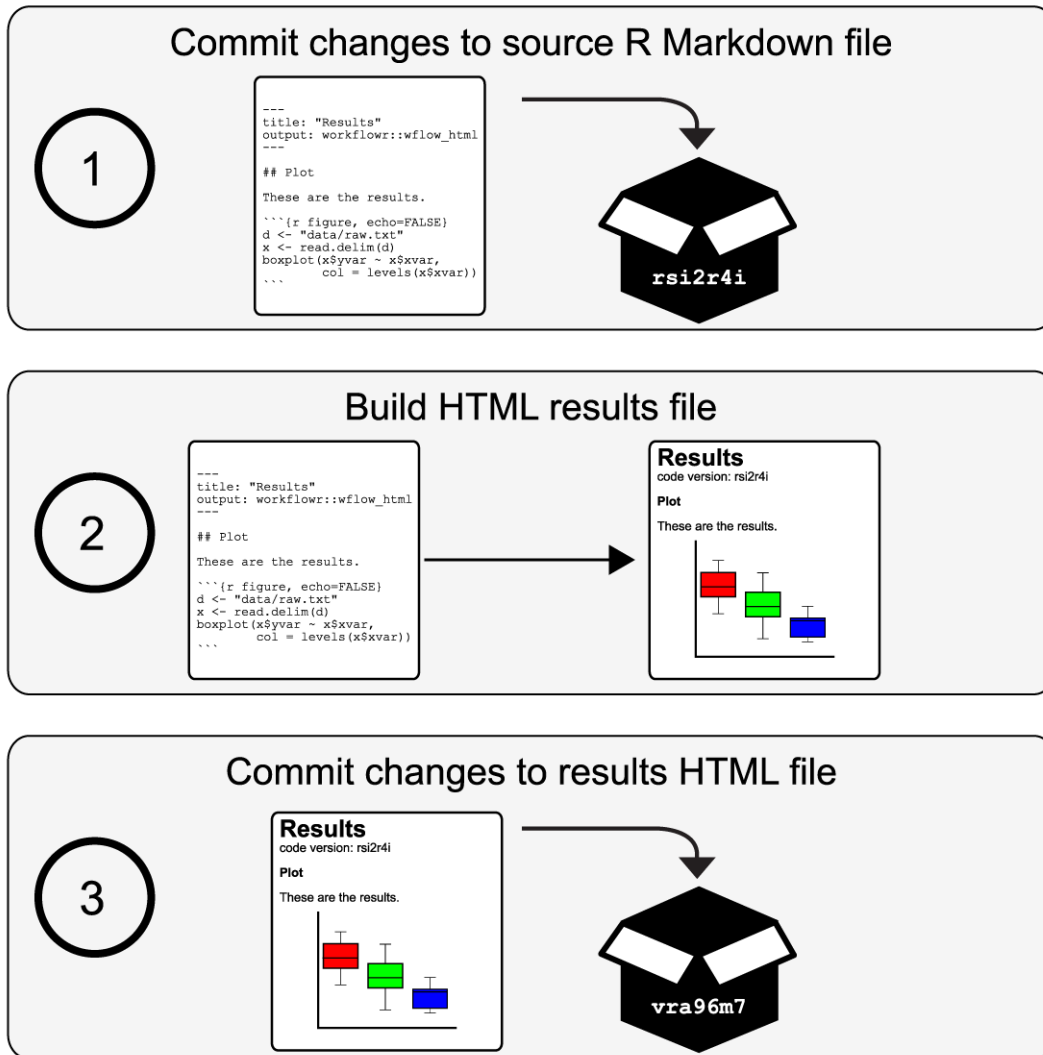 Commit changes to source R Markdown file
1
---
title: "Results"
output: workflowr::wflow_html
---
## Plot
These are the results.
```{r figure, echo=FALSE}
d <- "data/raw.txt"
x <- read.delim(d)
boxplot(x$yvar ~ x$xvar,
        col = levels(x$xvar))
```
rsi2r4i
Build HTML results file
2
---
title: "Results"
output: workflowr::wflow_html
---
## Plot
These are the results.
```{r figure, echo=FALSE}
d <- "data/raw.txt"
x <- read.delim(d)
boxplot(x$yvar ~ x$xvar,
        col = levels(x$xvar))
```
Results
code version: rsi2r4i
Plot
These are the results.
Commit changes to results HTML file
3
Results
code version: rsi2r4i
Plot
These are the results.
vra96m7